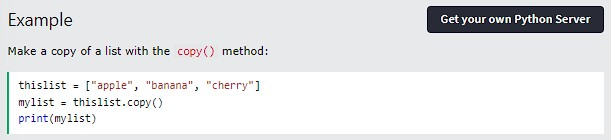 Example
Get your own Python Server
Make a copy of a list with the copy() method:
thislist = ["apple", "banana", "cherry"]
mylist = thislist.copy()
print(mylist)